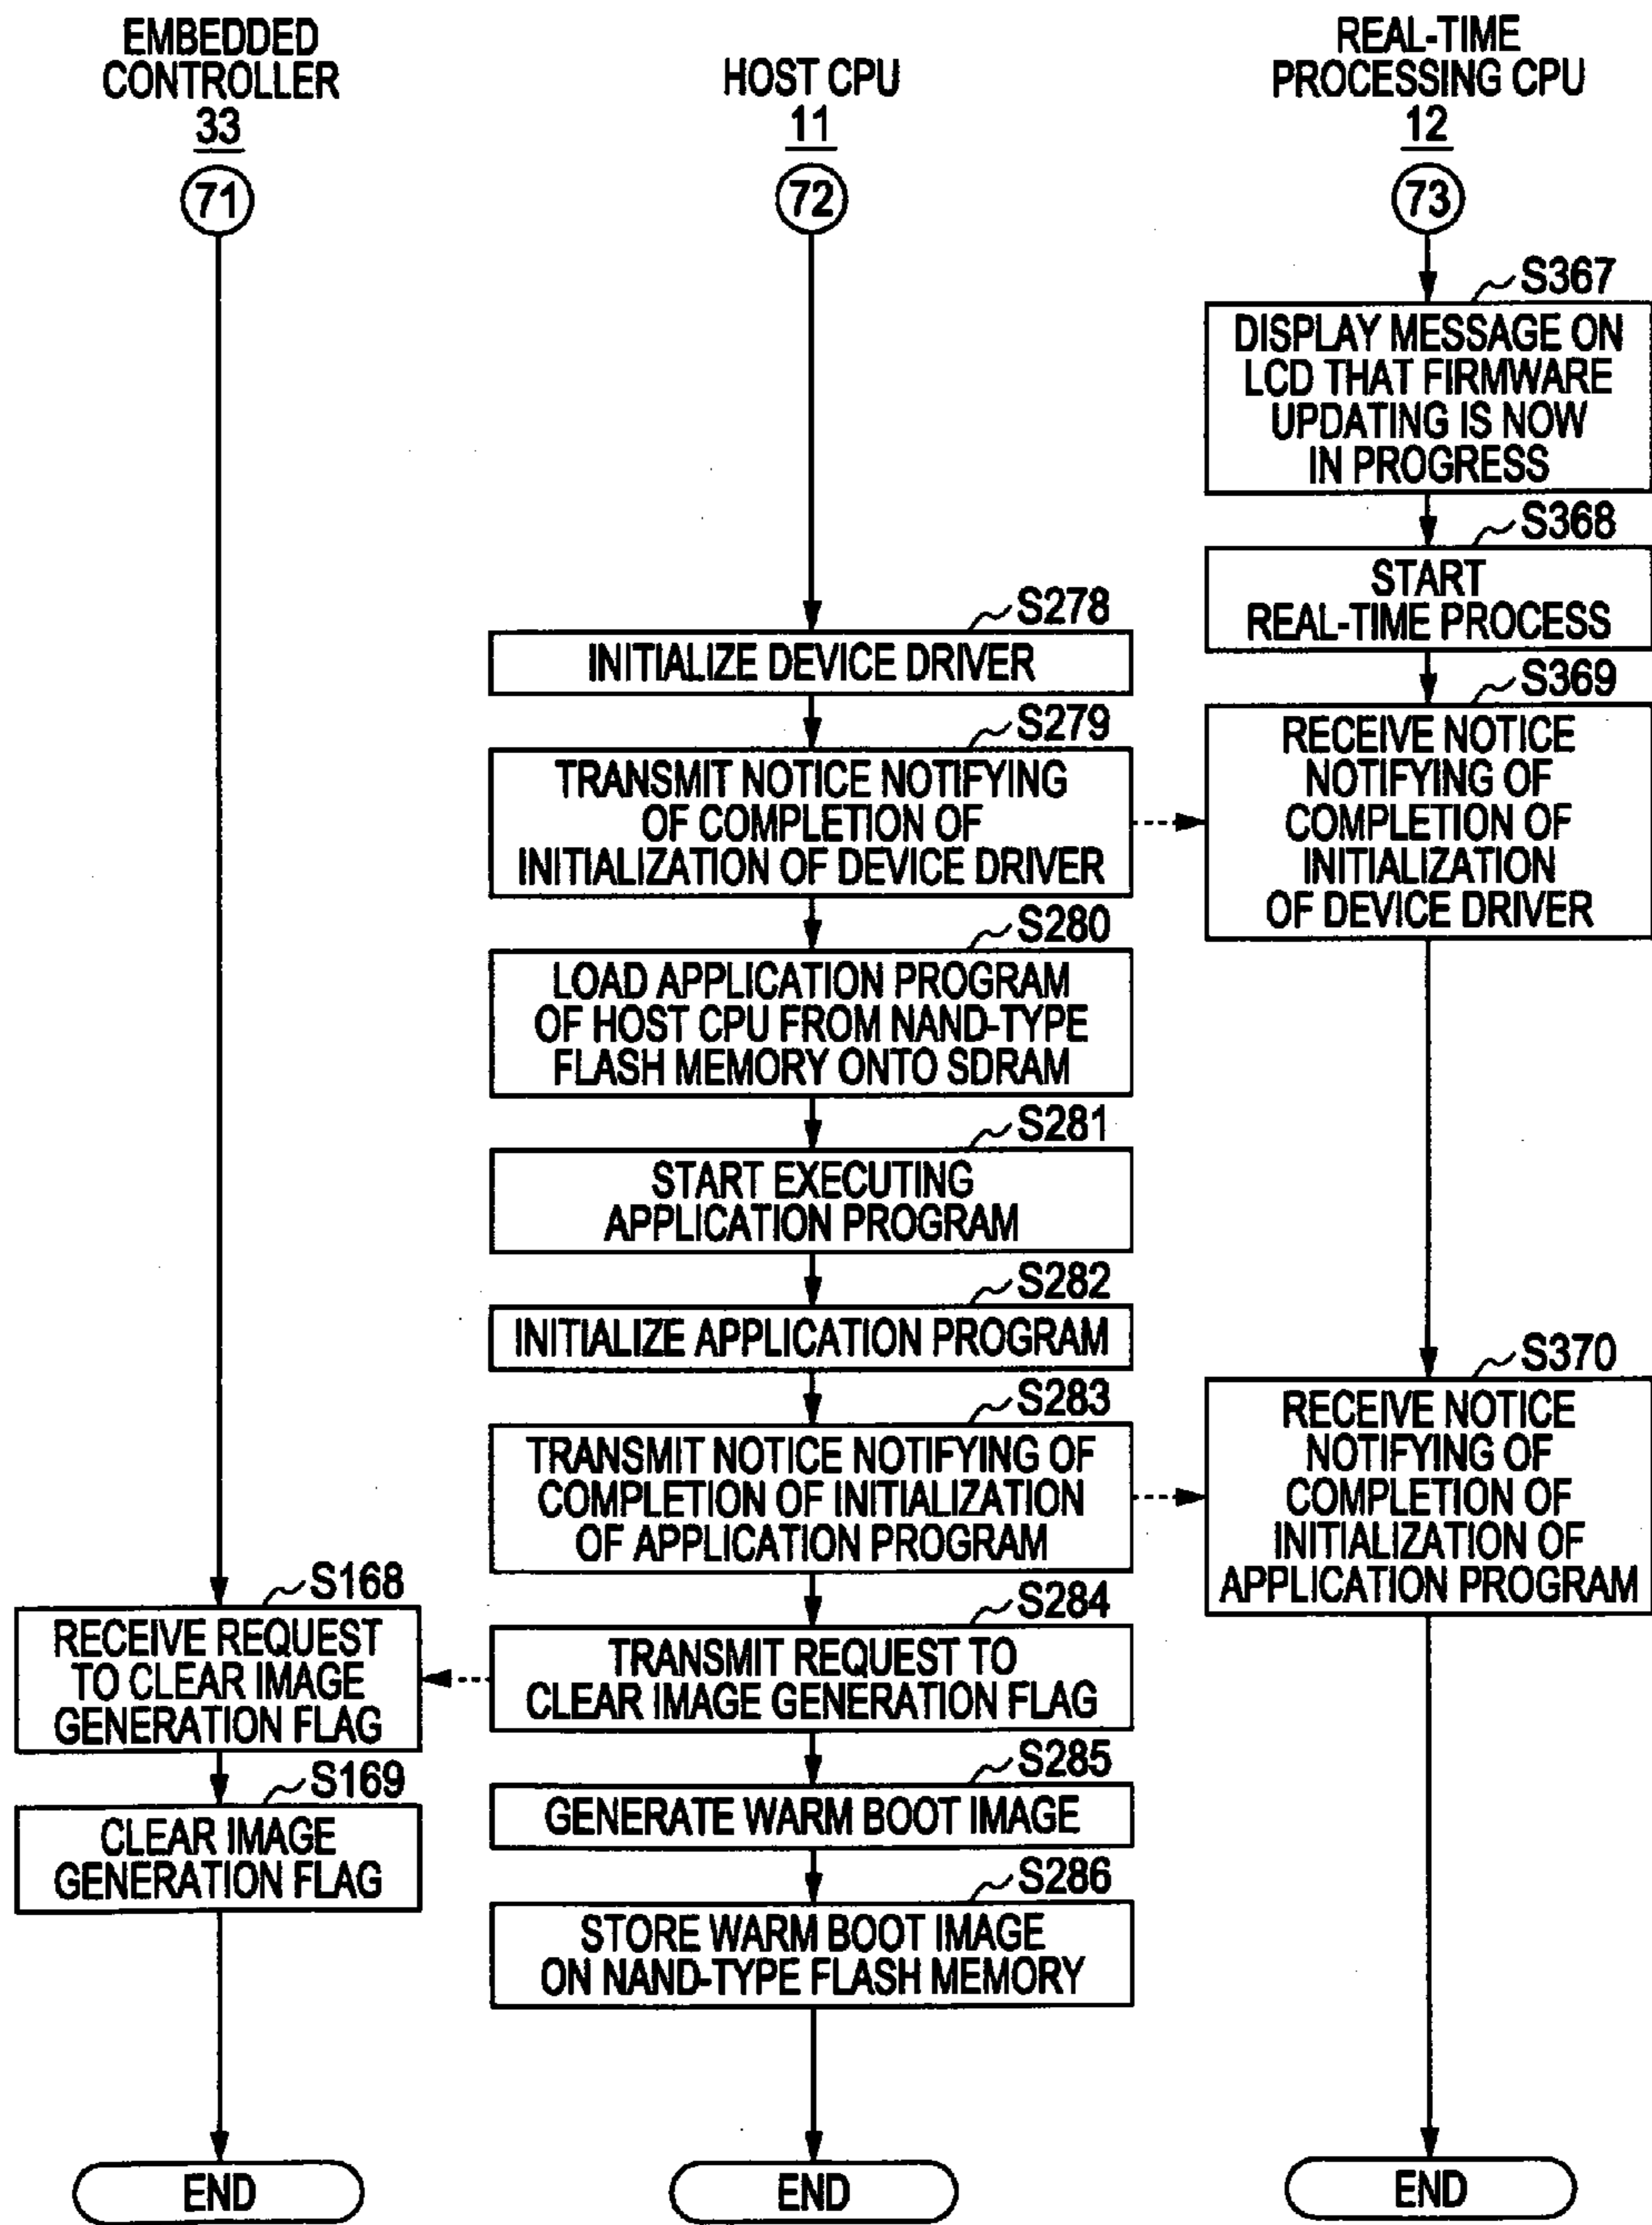 EMBEDDED
CONTROLLER
33
71
HOST CPU
11
72
REAL-TIME
PROCESSING CPU
12
73
S367
DISPLAY MESSAGE ON
LCD THAT FIRMWARE
UPDATING IS NOW
IN PROGRESS
S368
START
REAL-TIME PROCESS
S278
INITIALIZE DEVICE DRIVER
S369
RECEIVE NOTICE
NOTIFYING OF
COMPLETION OF
INITIALIZATION
OF DEVICE DRIVER
S279
TRANSMIT NOTICE NOTIFYING
OF COMPLETION OF
INITIALIZATION OF DEVICE DRIVER
S280
LOAD APPLICATION PROGRAM
OF HOST CPU FROM NAND-TYPE
FLASH MEMORY ONTO SDRAM
S281
START EXECUTING
APPLICATION PROGRAM
S282
INITIALIZE APPLICATION PROGRAM
S370
RECEIVE NOTICE
NOTIFYING OF
COMPLETION OF
INITIALIZATION OF
APPLICATION PROGRAM
S283
TRANSMIT NOTICE NOTIFYING OF
COMPLETION OF INITIALIZATION
OF APPLICATION PROGRAM
S168
RECEIVE REQUEST
TO CLEAR IMAGE
GENERATION FLAG
S284
TRANSMIT REQUEST TO
CLEAR IMAGE GENERATION FLAG
S169
CLEAR IMAGE
GENERATION FLAG
S285
GENERATE WARM BOOT IMAGE
S286
STORE WARM BOOT IMAGE
ON NAND-TYPE FLASH MEMORY
END
END
END